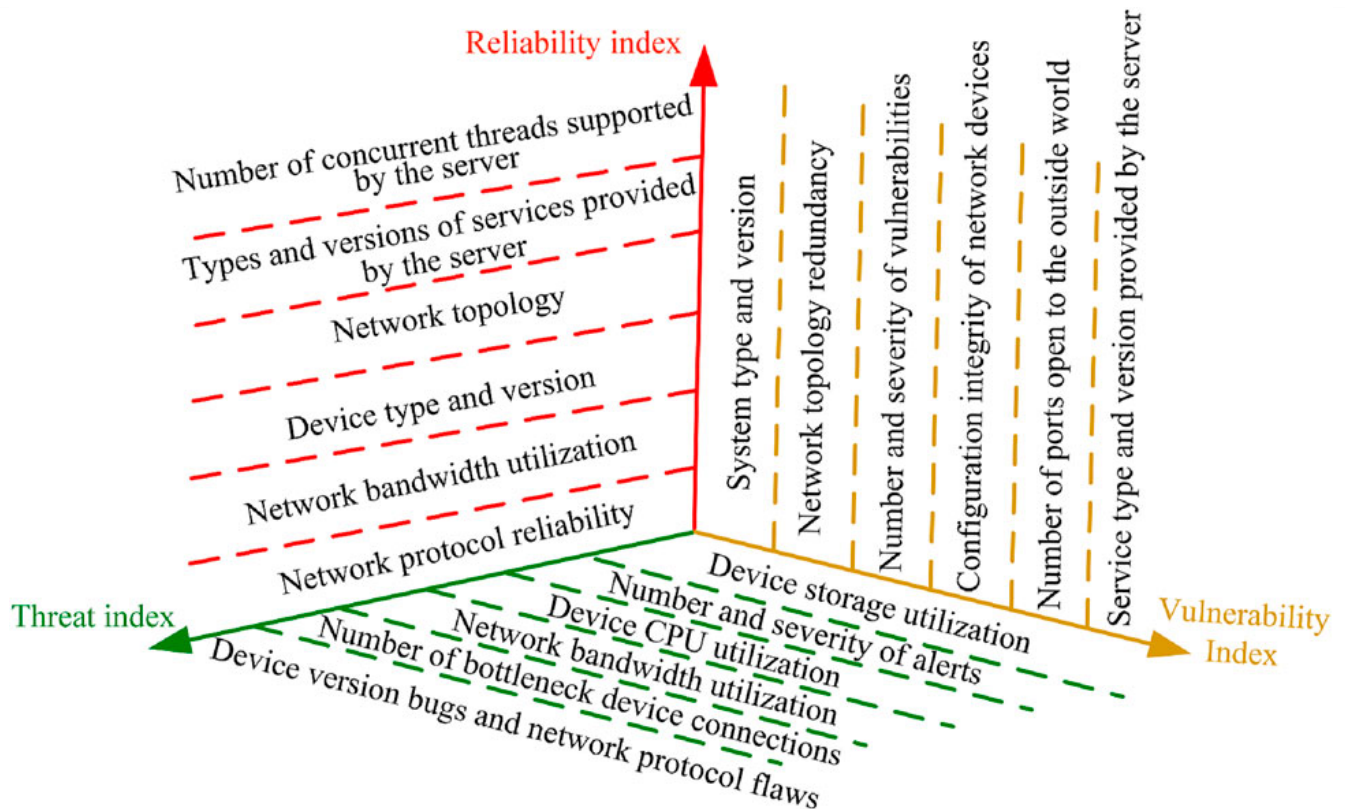 Reliability index
Number of concurrent threads supported
by the server
Types and versions of services provided
by the server
Network topology
Device type and version
Network bandwidth utilization
Network protocol reliability
System type and version
Network topology redundancy
Number and severity of vulnerabilities
Configuration integrity of network devices
Number of ports open to the outside world
Service type and version provided by the server
Vulnerability
Index
Threat index
Device storage utilization
Number and severity of alerts
Device CPU utilization
Network bandwidth utilization
Number of bottleneck device connections
Device version bugs and network protocol flaws